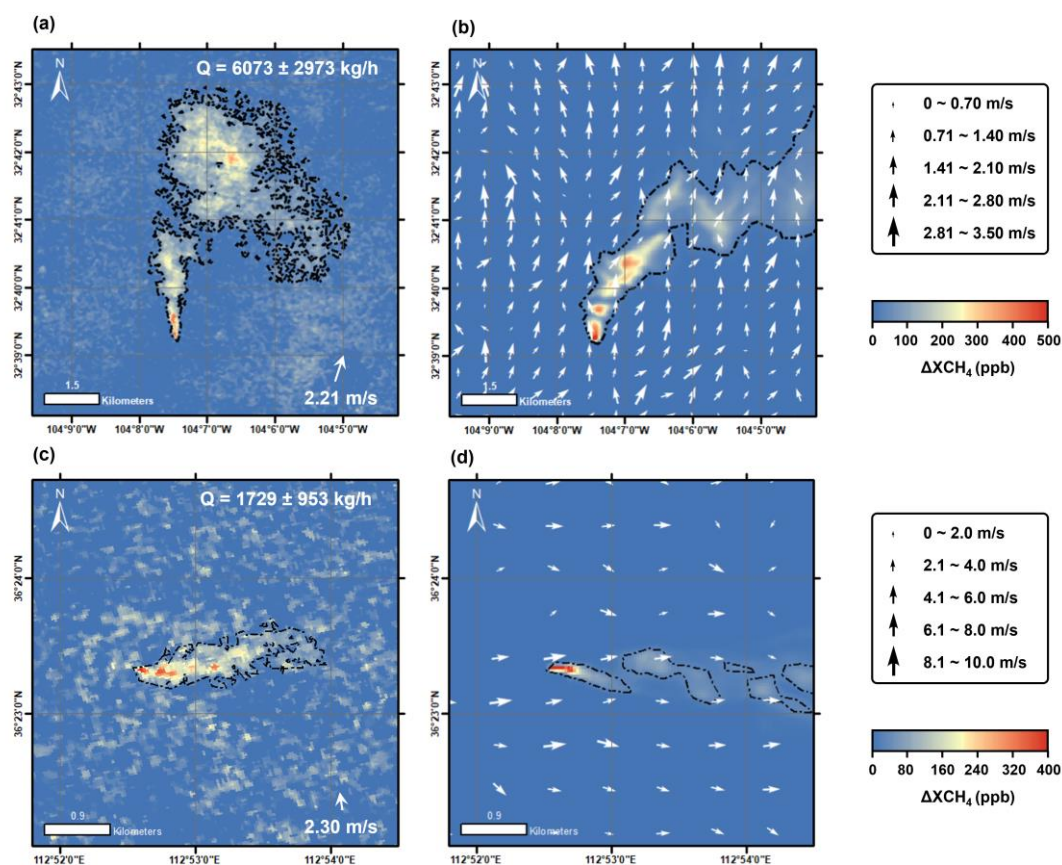 (a)
(b)
N
Q = 6073 ± 2973 kg/h
N
32°43'0"N
32°42'0"N
32°41'0"N
32°40'0"N
32°39'0"N
32°43'0"N
32°42'0"N
32°41'0"N
32°40'0"N
32°39'0"N
0 ~ 0.70 m/s
0.71 ~ 1.40 m/s
1.41 ~ 2.10 m/s
2.11 ~ 2.80 m/s
2.81 ~ 3.50 m/s
0 100 200 300 400 500
ΔXCH₄ (ppb)
1.5
Kilometers
2.21 m/s
1.5
Kilometers
104°9'0"W 104°8'0"W 104°7'0"W 104°6'0"W 104°5'0"W
104°9'0"W 104°8'0"W 104°7'0"W 104°6'0"W 104°5'0"W
(c)
(d)
N
Q = 1729 ± 953 kg/h
N
36°24'0"N
36°23'0"N
36°24'0"N
36°23'0"N
0 ~ 2.0 m/s
2.1 ~ 4.0 m/s
4.1 ~ 6.0 m/s
6.1 ~ 8.0 m/s
8.1 ~ 10.0 m/s
0 80 160 240 320 400
ΔXCH₄ (ppb)
0.9
Kilometers
2.30 m/s
0.9
Kilometers
112°52'0"E 112°53'0"E 112°54'0"E
112°52'0"E 112°53'0"E 112°54'0"E